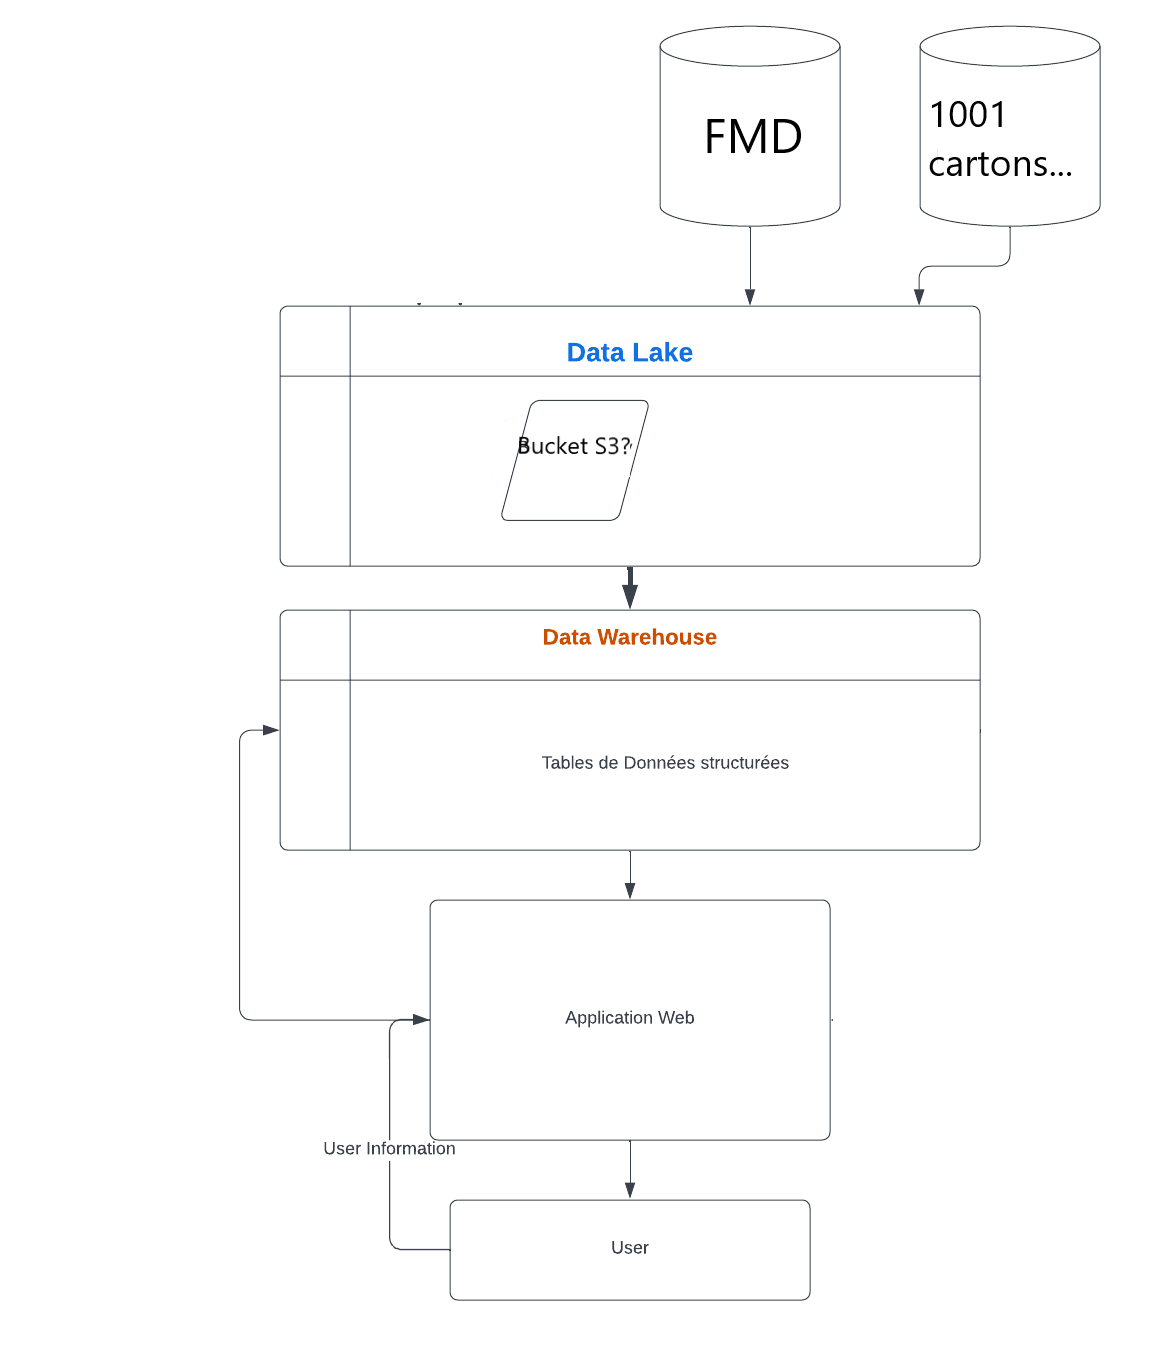 FMD
1001
cartons...
Data Lake
Bucket S3?
Data Warehouse
Tables de Données structurées
Application Web
User Information
User